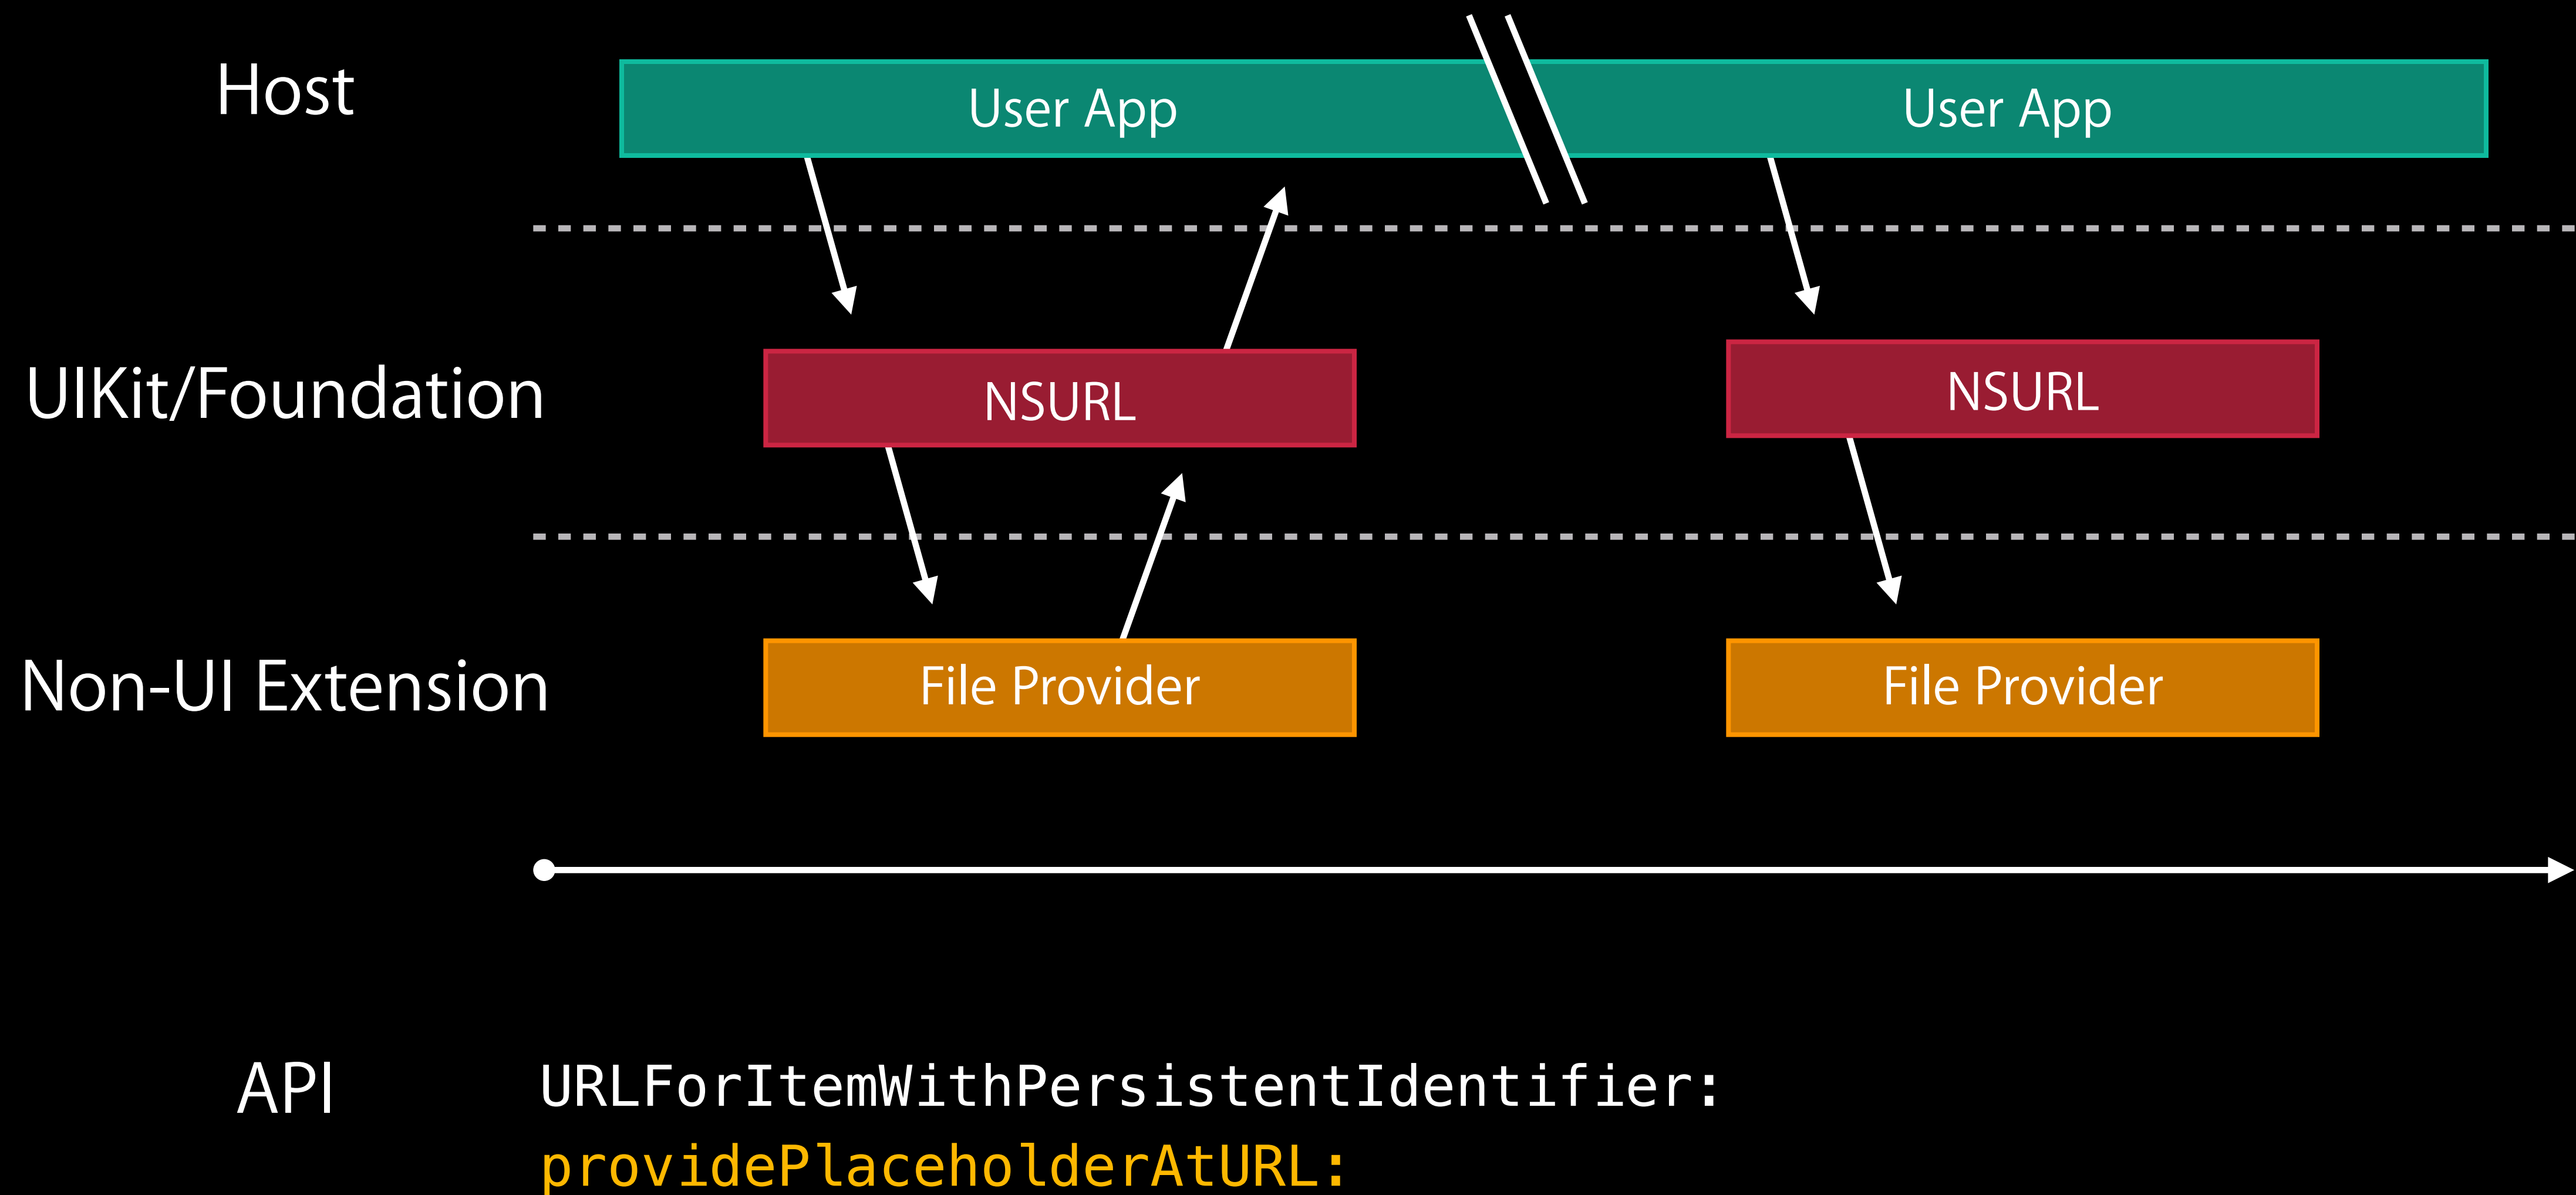 Host
User App
User App
UIKit/Foundation
NSURL
NSURL
Non-UI Extension
File Provider
File Provider
API
URLForItemWithPersistentIdentifier:
providePlaceholderAtURL: